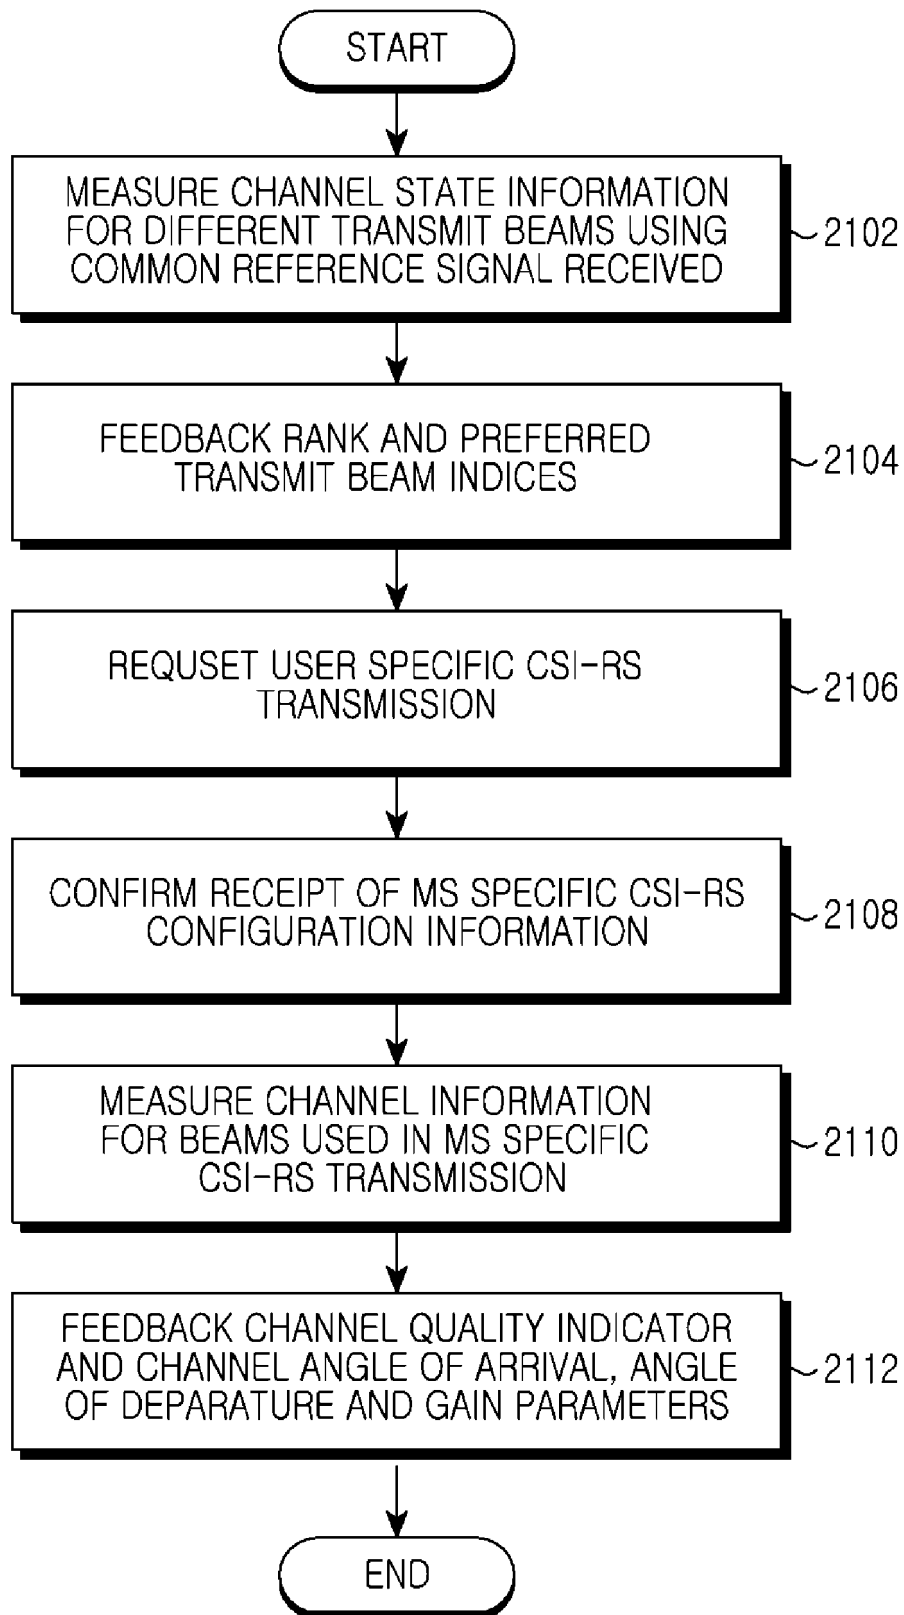 START
MEASURE CHANNEL STATE INFORMATION
FOR DIFFERENT TRANSMIT BEAMS USING
COMMON REFERENCE SIGNAL RECEIVED
2102
FEEDBACK RANK AND PREFERRED
TRANSMIT BEAM INDICES
2104
REQUSET USER SPECIFIC CSI-RS
TRANSMISSION
2106
CONFIRM RECEIPT OF MS SPECIFIC CSI-RS
CONFIGURATION INFORMATION
2108
MEASURE CHANNEL INFORMATION
FOR BEAMS USED IN MS SPECIFIC
CSI-RS TRANSMISSION
2110
FEEDBACK CHANNEL QUALITY INDICATOR
AND CHANNEL ANGLE OF ARRIVAL, ANGLE
OF DEPARATURE AND GAIN PARAMETERS
2112
END